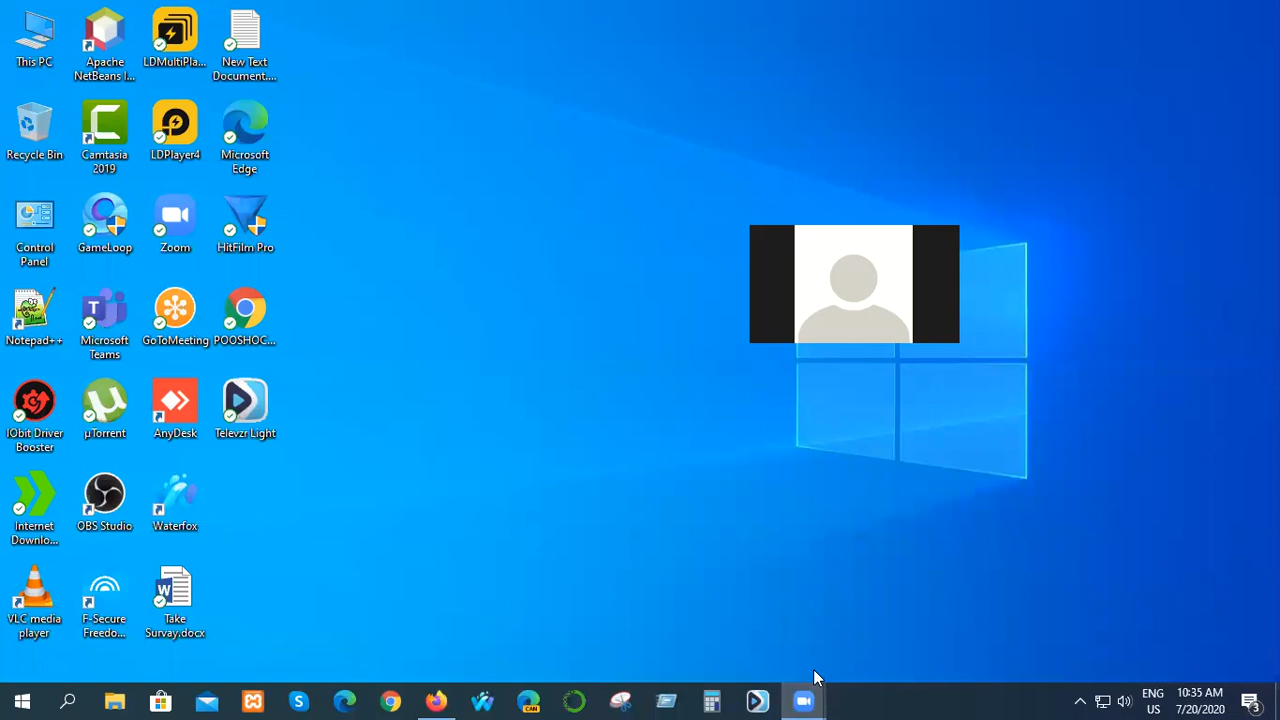 This PC
Apache
NetBeans I...
LDMultiPla...
New Text
Document....
Recycle Bin
Camtasia
2019
LDPlayer4
Microsoft
Edge
Control
Panel
GameLoop
Zoom
HitFilm Pro
Notepad++
Microsoft
Teams
GoToMeeting
POOSHOC...
IObit Driver
Booster
µTorrent
AnyDesk
Televzr Light
Internet
Downlo...
OBS Studio
Waterfox
VLC media
player
F-Secure
Freedo...
Take
Survay.docx
CAN
ENG
US
10:35 AM
7/20/2020
3